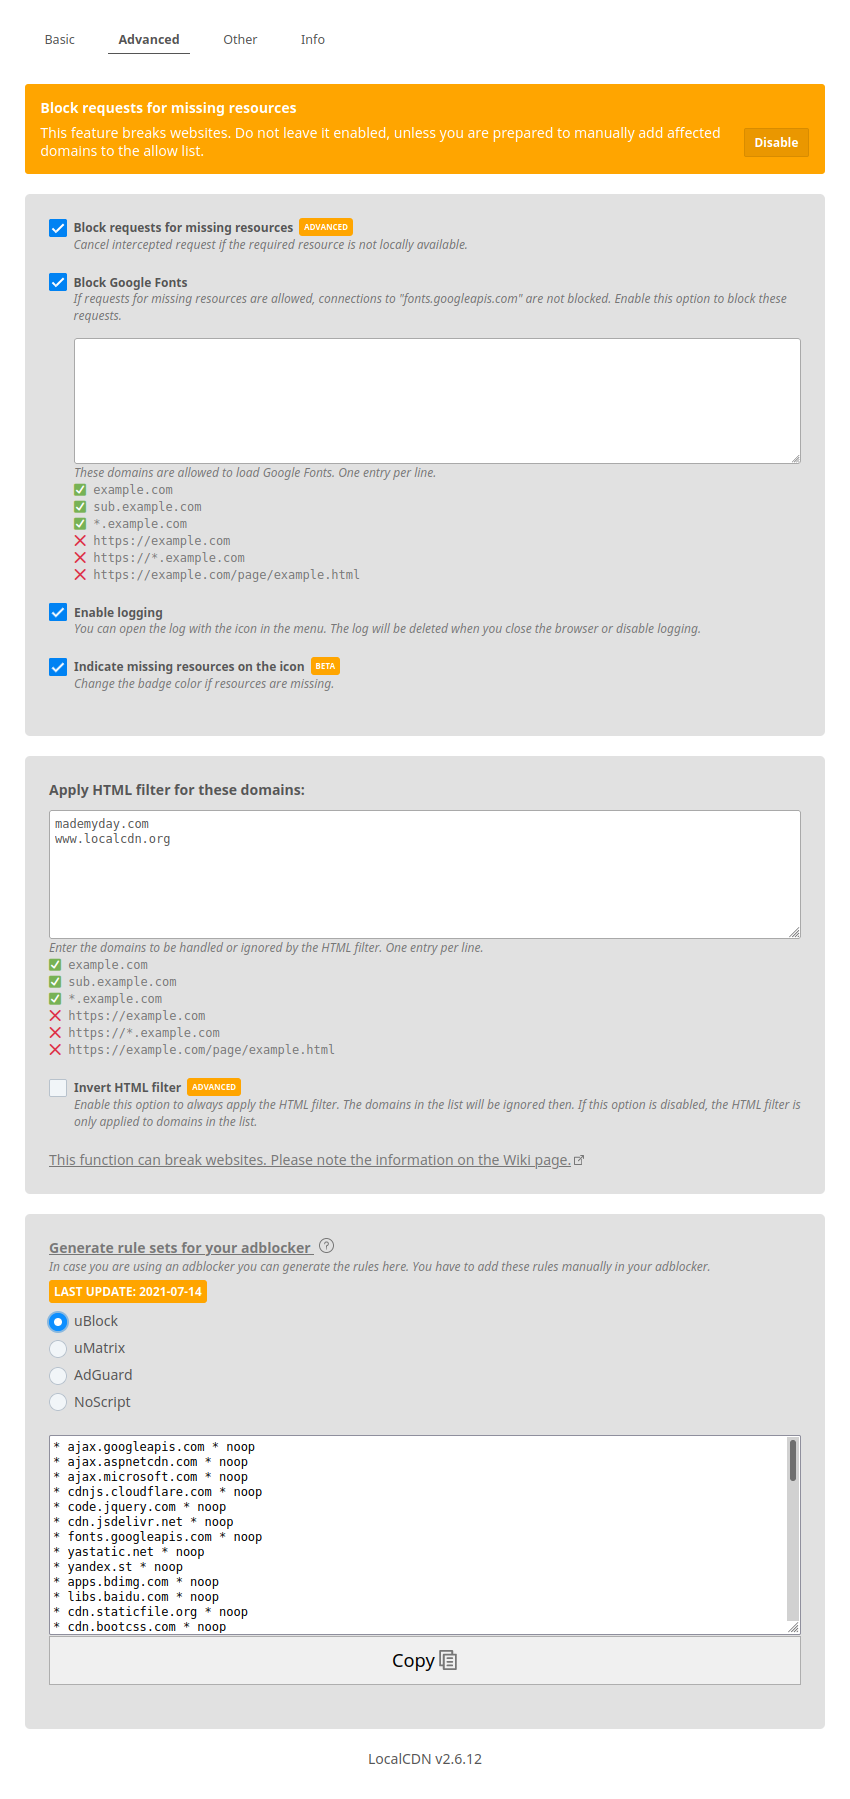 Basic Advanced Other Info
Block requests for missing resources
This feature breaks websites. Do not leave it enabled, unless you are prepared to manually add affected
domains to the allow list.
Disable
Block requests for missing resources ADVANCED
Cancel intercepted request if the required resource is not locally available.
Block Google Fonts
If requests for missing resources are allowed, connections to "fonts.googleapis.com" are not blocked. Enable this option to block these
requests.
These domains are allowed to load Google Fonts. One entry per line.
✅ example.com
✅ sub.example.com
✅ *.example.com
❌ https://example.com
❌ https://*.example.com
❌ https://example.com/page/example.html
Enable logging
You can open the log with the icon in the menu. The log will be deleted when you close the browser or disable logging.
Indicate missing resources on the icon BETA
Change the badge color if resources are missing.
Apply HTML filter for these domains:
mademyday.com
www.localcdn.org
Enter the domains to be handled or ignored by the HTML filter. One entry per line.
✅ example.com
✅ sub.example.com
✅ *.example.com
❌ https://example.com
❌ https://*.example.com
❌ https://example.com/page/example.html
Invert HTML filter ADVANCED
Enable this option to always apply the HTML filter. The domains in the list will be ignored then. If this option is disabled, the HTML filter is
only applied to domains in the list.
This function can break websites. Please note the information on the Wiki page.
Generate rule sets for your adblocker ?
In case you are using an adblocker you can generate the rules here. You have to add these rules manually in your adblocker.
LAST UPDATE: 2021-07-14
uBlock
uMatrix
AdGuard
NoScript
* ajax.googleapis.com * noop
* ajax.aspnetcdn.com * noop
* ajax.microsoft.com * noop
* cdnjs.cloudflare.com * noop
* code.jquery.com * noop
* cdn.jsdelivr.net * noop
* fonts.googleapis.com * noop
* yastatic.net * noop
* yandex.st * noop
* apps.bdimg.com * noop
* libs.baidu.com * noop
* cdn.staticfile.org * noop
* cdn.bootcss.com * noop
Copy
LocalCDN v2.6.12